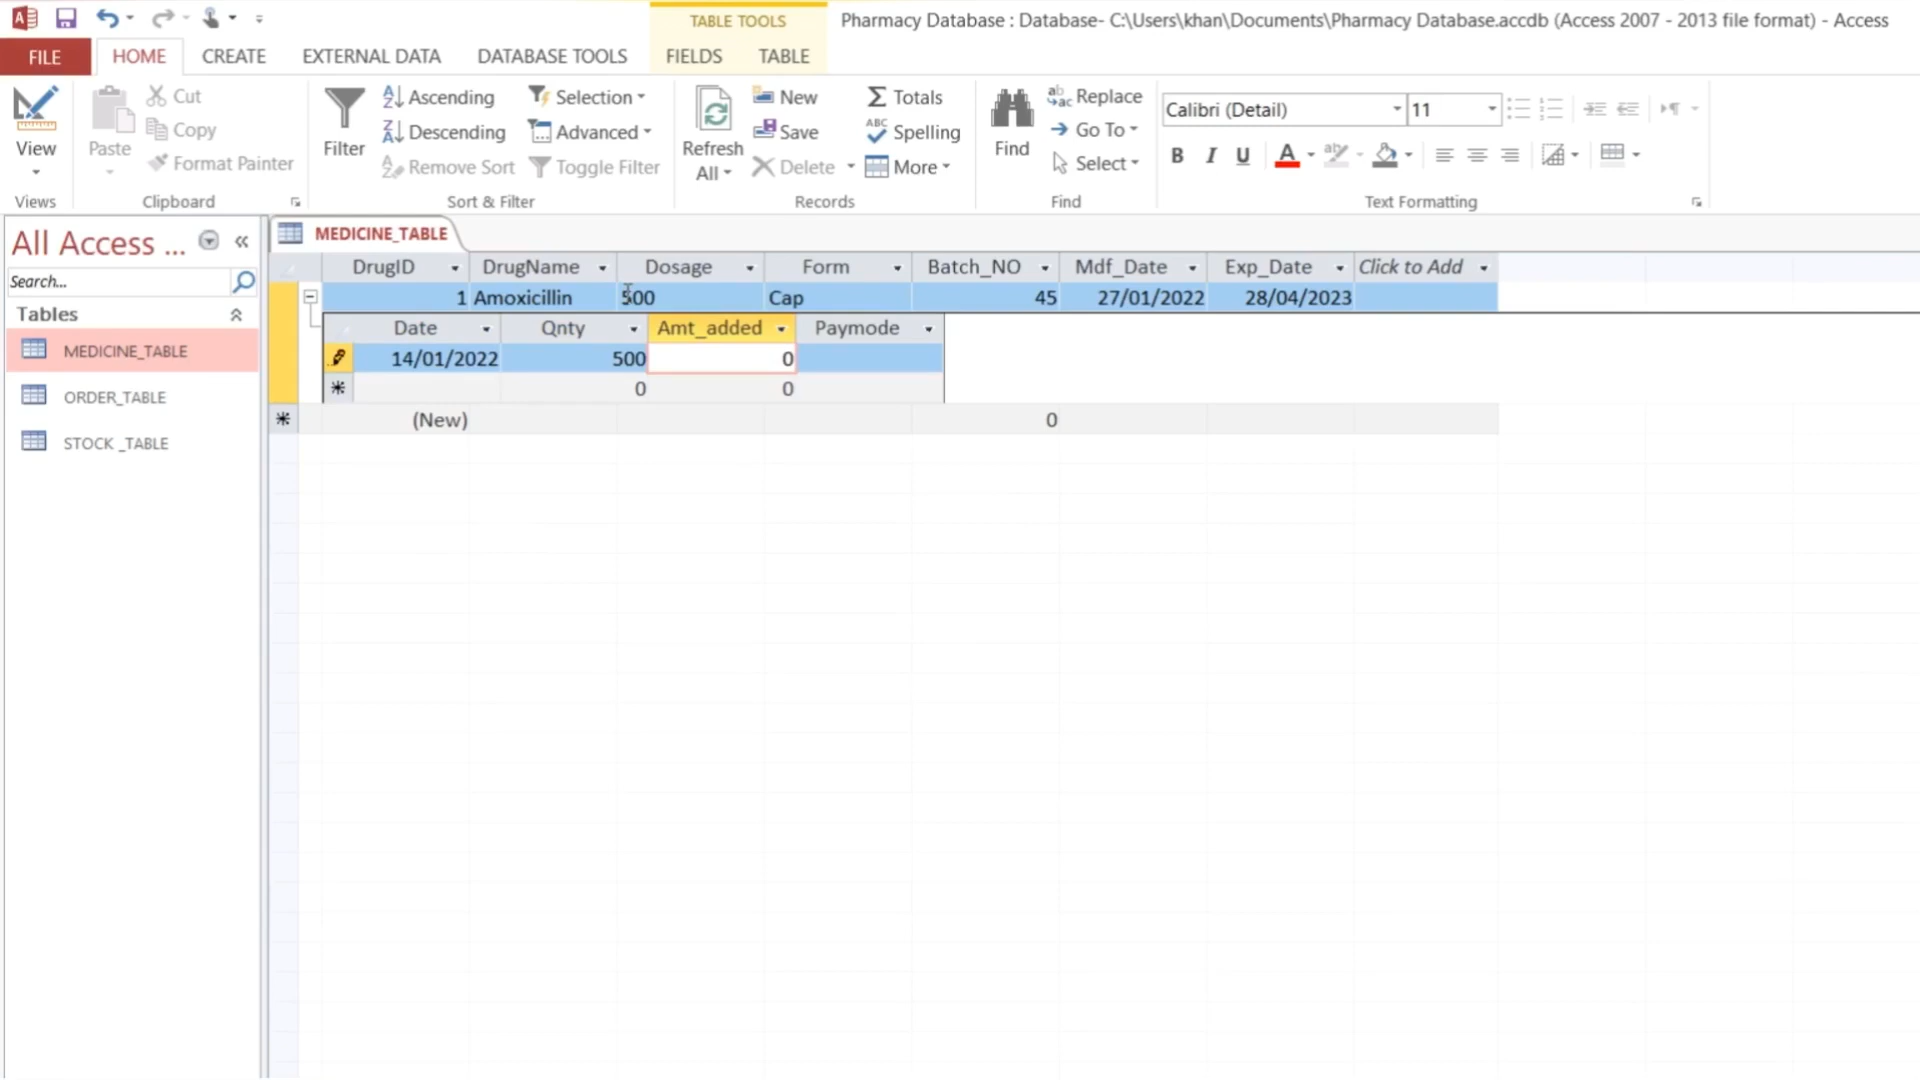 TABLE TOOLS
Pharmacy Database : Database- C:\Users\khan\Documents\Pharmacy Database.accdb (Access 2007 - 2013 file format) - Access
FILE HOME CREATE EXTERNAL DATA DATABASE TOOLS FIELDS TABLE
View
Views
Paste
Cut
Copy
Format Painter
Clipboard
Filter
Ascending
Descending
Remove Sort
Selection
Advanced
Toggle Filter
Sort & Filter
Refresh
All
New
Save
Delete
Totals
Spelling
More
Records
Find
Replace
Go To
Select
Find
Calibri (Detail) 11
B I U A
Text Formatting
All Access ...
Search...
Tables
MEDICINE_TABLE
ORDER_TABLE
STOCK _TABLE
MEDICINE_TABLE
DrugID DrugName Dosage Form Batch_NO Mdf_Date Exp_Date Click to Add
1 Amoxicillin 500 Cap 45 27/01/2022 28/04/2023
Date Qnty Amt_added Paymode
14/01/2022 500 0
0 0
(New) 0